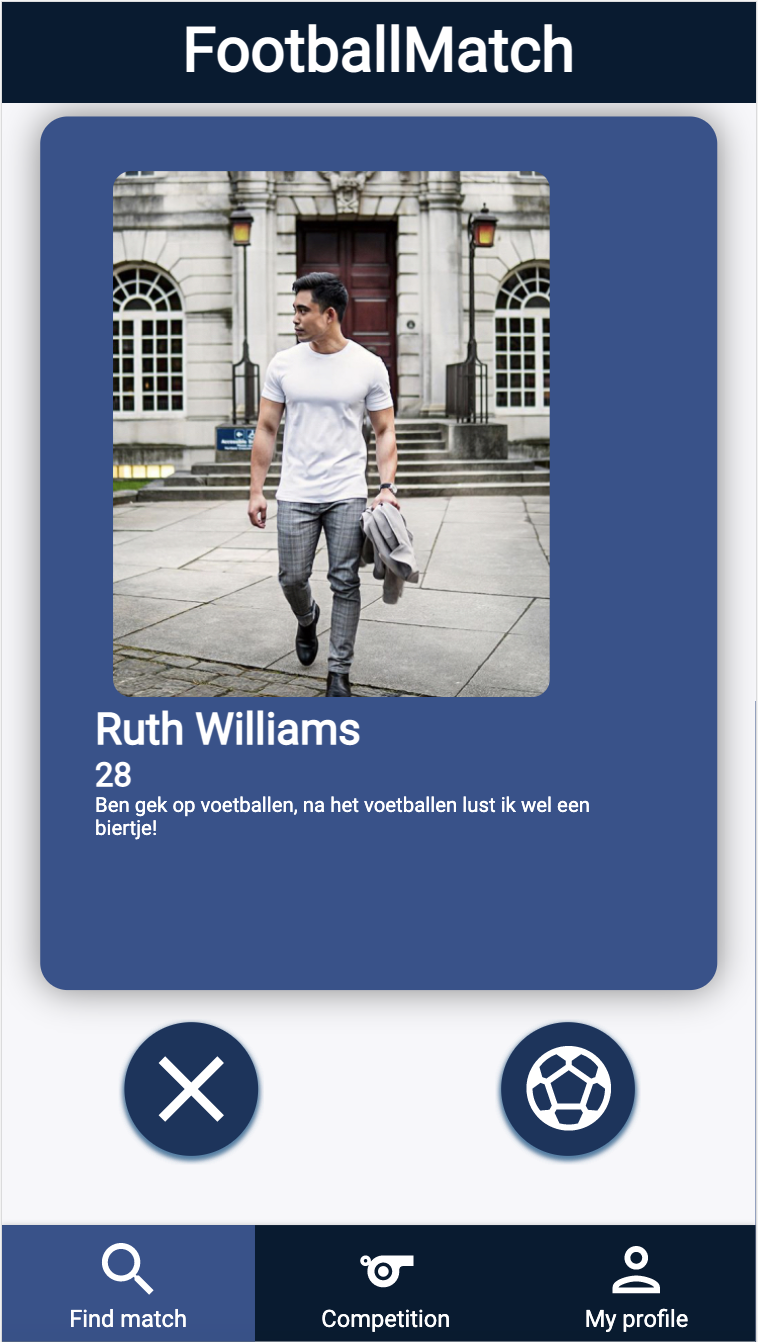 FootballMatch
Ruth Williams
28
Ben gek op voetballen, na het voetballen lust ik wel een
biertje!
Find match
Competition
My profile